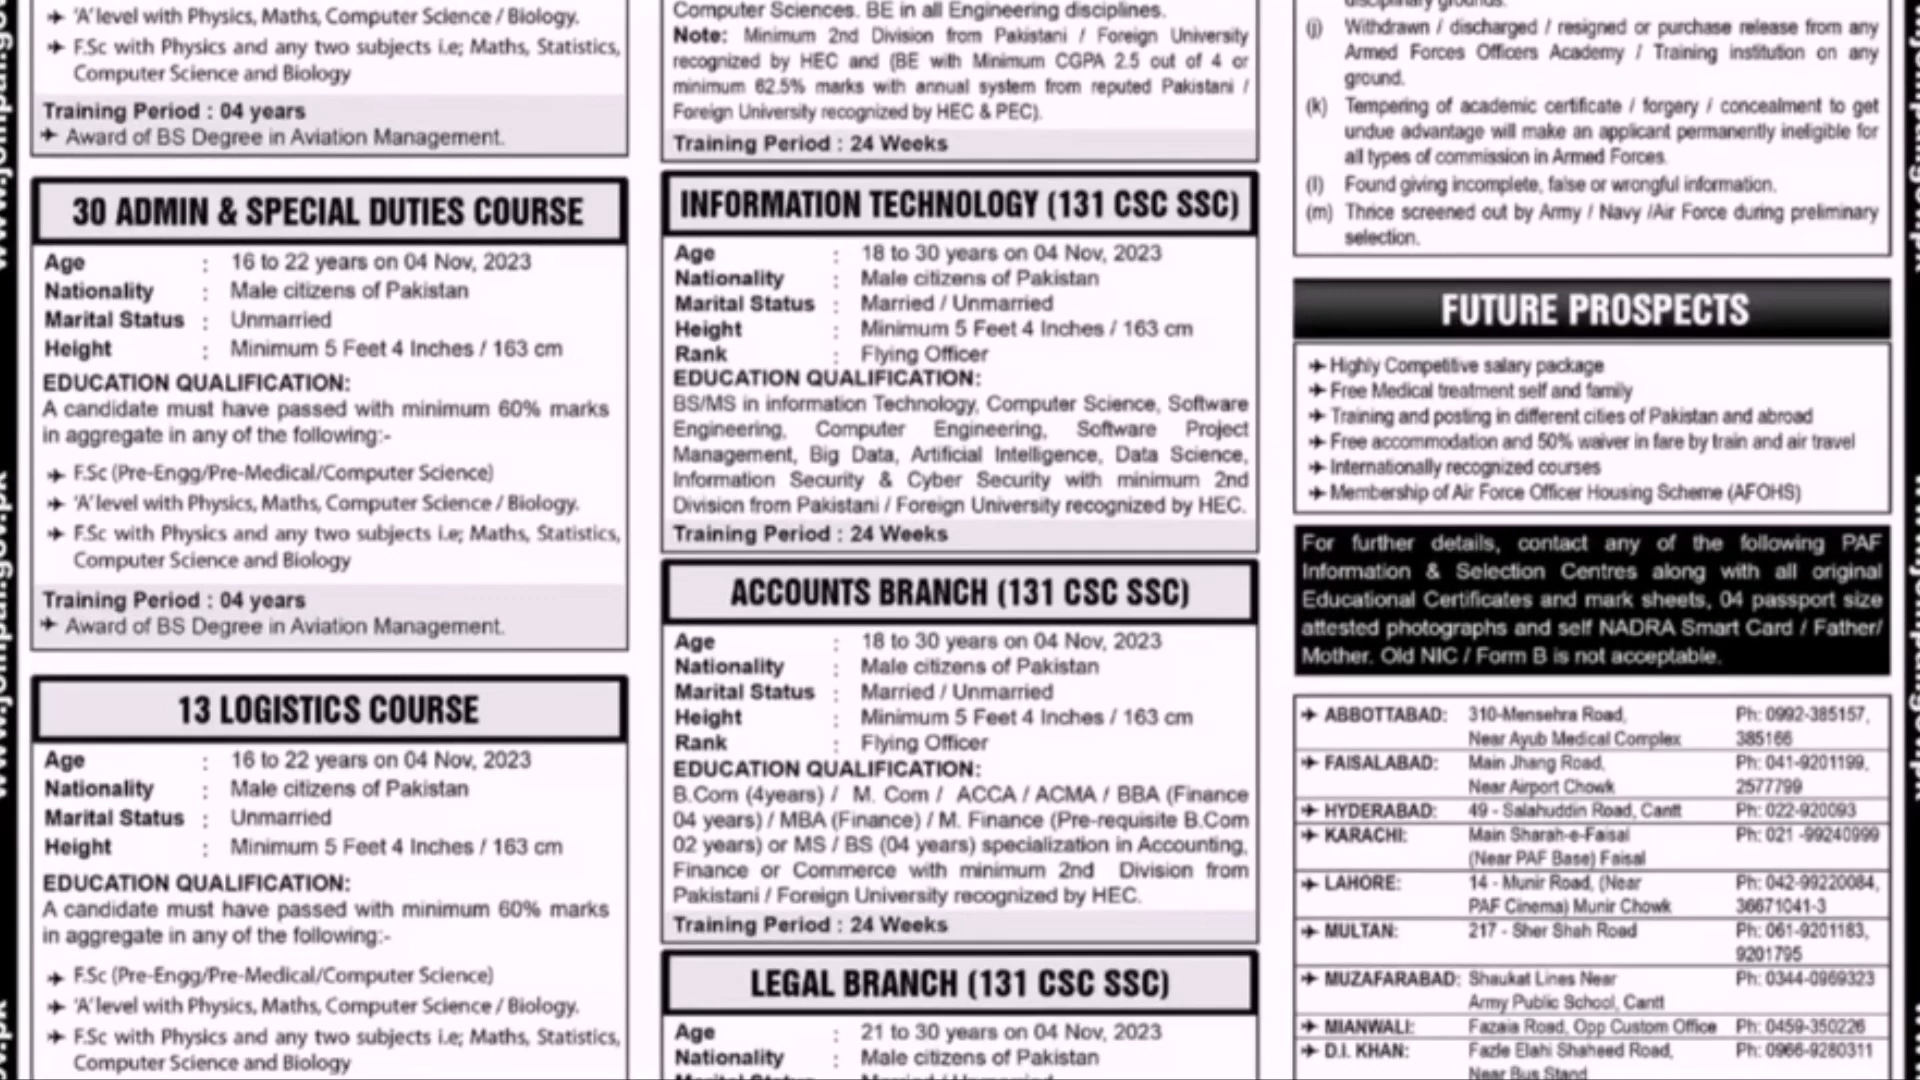 'A' level with Physics, Maths, Computer Science / Biology.
F.Sc with Physics and any two subjects i.e; Maths, Statistics,
Computer Science and Biology
Training Period : 04 years
Award of BS Degree in Aviation Management.
30 ADMIN & SPECIAL DUTIES COURSE
Age : 16 to 22 years on 04 Nov, 2023
Nationality : Male citizens of Pakistan
Marital Status : Unmarried
Height : Minimum 5 Feet 4 Inches / 163 cm
EDUCATION QUALIFICATION:
A candidate must have passed with minimum 60% marks
in aggregate in any of the following:-
F.Sc (Pre-Engg/Pre-Medical/Computer Science)
'A' level with Physics, Maths, Computer Science / Biology.
F.Sc with Physics and any two subjects i.e; Maths, Statistics,
Computer Science and Biology
Training Period : 04 years
Award of BS Degree in Aviation Management.
13 LOGISTICS COURSE
Age : 16 to 22 years on 04 Nov, 2023
Nationality : Male citizens of Pakistan
Marital Status : Unmarried
Height : Minimum 5 Feet 4 Inches / 163 cm
EDUCATION QUALIFICATION:
A candidate must have passed with minimum 60% marks
in aggregate in any of the following:-
F.Sc (Pre-Engg/Pre-Medical/Computer Science)
'A' level with Physics, Maths, Computer Science / Biology.
F.Sc with Physics and any two subjects i.e; Maths, Statistics,
Computer Science and Biology
Computer Sciences. BE in all Engineering disciplines.
Note: Minimum 2nd Division from Pakistani / Foreign University
recognized by HEC and (BE with Minimum CGPA 2.5 out of 4 or
minimum 62.5% marks with annual system from reputed Pakistani /
Foreign University recognized by HEC & PEC).
Training Period : 24 Weeks
INFORMATION TECHNOLOGY (131 CSC SSC)
Age : 18 to 30 years on 04 Nov, 2023
Nationality : Male citizens of Pakistan
Marital Status : Married / Unmarried
Height : Minimum 5 Feet 4 Inches / 163 cm
Rank : Flying Officer
EDUCATION QUALIFICATION:
BS/MS in information Technology, Computer Science, Software
Engineering, Computer Engineering, Software Project
Management, Big Data, Artificial Intelligence, Data Science,
Information Security & Cyber Security with minimum 2nd
Division from Pakistani / Foreign University recognized by HEC.
Training Period : 24 Weeks
ACCOUNTS BRANCH (131 CSC SSC)
Age : 18 to 30 years on 04 Nov, 2023
Nationality : Male citizens of Pakistan
Marital Status : Married / Unmarried
Height : Minimum 5 Feet 4 Inches / 163 cm
Rank : Flying Officer
EDUCATION QUALIFICATION:
B.Com (4years) / M. Com / ACCA / ACMA / BBA (Finance
04 years) / MBA (Finance) / M. Finance (Pre-requisite B.Com
02 years) or MS / BS (04 years) specialization in Accounting,
Finance or Commerce with minimum 2nd Division from
Pakistani / Foreign University recognized by HEC.
Training Period : 24 Weeks
LEGAL BRANCH (131 CSC SSC)
Age : 21 to 30 years on 04 Nov, 2023
Nationality : Male citizens of Pakistan
disciplinary grounds.
(j) Withdrawn / discharged / resigned or purchase release from any
Armed Forces Officers Academy / Training institution on any
ground.
(k) Tempering of academic certificate / forgery / concealment to get
undue advantage will make an applicant permanently ineligible for
all types of commission in Armed Forces.
(l) Found giving incomplete, false or wrongful information.
(m) Thrice screened out by Army / Navy /Air Force during preliminary
selection.
FUTURE PROSPECTS
Highly Competitive salary package
Free Medical treatment self and family
Training and posting in different cities of Pakistan and abroad
Free accommodation and 50% waiver in fare by train and air travel
Internationally recognized courses
Membership of Air Force Officer Housing Scheme (AFOHS)
For further details, contact any of the following PAF
Information & Selection Centres along with all original
Educational Certificates and mark sheets, 04 passport size
attested photographs and self NADRA Smart Card / Father/
Mother. Old NIC / Form B is not acceptable.
ABBOTTABAD: 310-Mensehra Road, Ph: 0992-385157,
Near Ayub Medical Complex 385166
FAISALABAD: Main Jhang Road, Ph: 041-9201199,
Near Airport Chowk 2577799
HYDERABAD: 49 - Salahuddin Road, Cantt Ph: 022-920093
KARACHI: Main Sharah-e-Faisal Ph: 021 -99240999
(Near PAF Base) Faisal
LAHORE: 14 - Munir Road, (Near Ph: 042-99220084,
PAF Cinema) Munir Chowk 36671041-3
MULTAN: 217 - Sher Shah Road Ph: 061-9201183,
9201795
MUZAFARABAD: Shaukat Lines Near Ph: 0344-0969323
Army Public School, Cantt
MIANWALI: Fazaia Road, Opp Custom Office Ph: 0459-350226
D.I. KHAN: Fazle Elahi Shaheed Road, Ph: 0966-9280311
Near Bus Stand